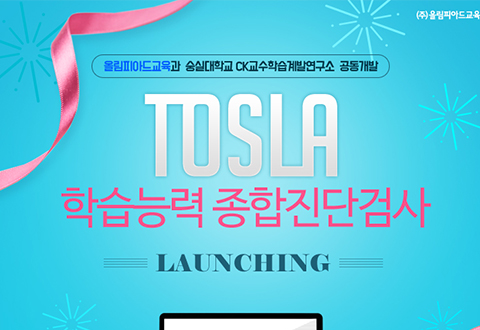 (주)올림피아드교육
올림피아드교육과 숭실대학교 CK교수학습계발연구소 공동개발
TOSLA
학습능력 종합진단검사
LAUNCHING